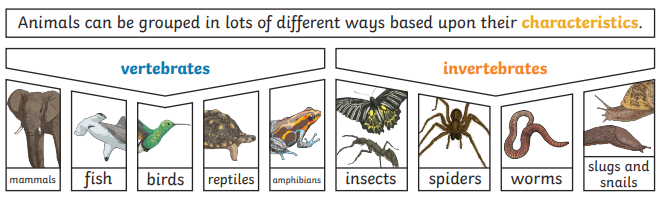 Animals can be grouped in lots of different ways based upon their characteristics.
vertebrates
invertebrates
mammals
fish
birds
reptiles
amphibians
insects
spiders
worms
slugs and
snails